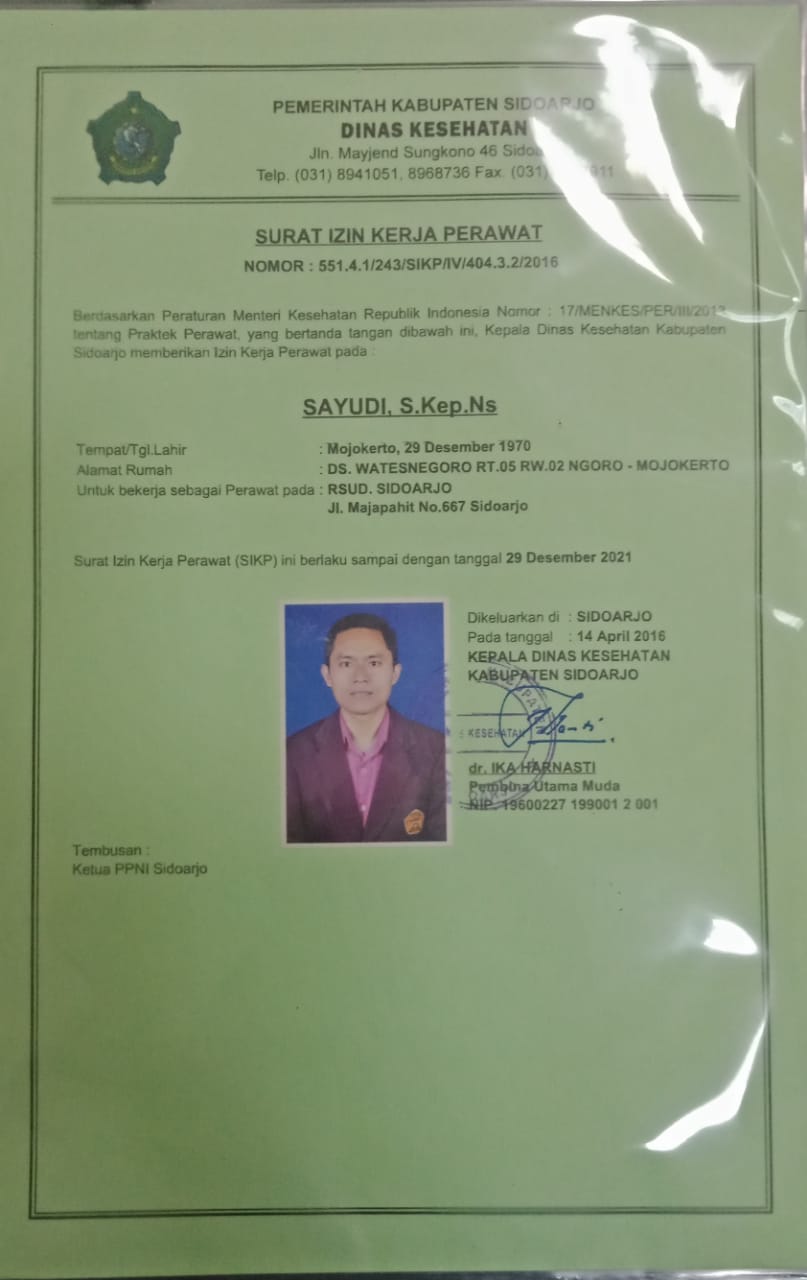 PEMERINTAH KABUPATEN SIDOARJO
DINAS KESEHATAN
Jln. Mayjend Sungkono 46
Telp. (031) 8941051, 8968736 Fax. (031)
SURAT IZIN KERJA PERAWAT
NOMOR : 551.4.1/243/SIKP/IV/404.3.2/2016
Berdasarkan Peraturan Menteri Kesehatan Republik Indonesia Nomor : 17/MENKES/PER/III/2013
tentang Praktek Perawat, yang bertanda tangan dibawah ini, Kepala Dinas Kesehatan Kabupaten
Sidoarjo memberikan Izin Kerja Perawat pada :
SAYUDI, S.Kep.Ns
Tempat/Tgl.Lahir : Mojokerto, 29 Desember 1970
Alamat Rumah : DS. WATESNEGORO RT.05 RW.02 NGORO - MOJOKERTO
Untuk bekerja sebagai Perawat pada : RSUD. SIDOARJO
Jl. Majapahit No.667 Sidoarjo
Surat Izin Kerja Perawat (SIKP) ini berlaku sampai dengan tanggal 29 Desember 2021
Dikeluarkan di : SIDOARJO
Pada tanggal : 14 April 2016
KEPALA DINAS KESEHATAN
KABUPATEN SIDOARJO
KESEHATAN
dr. IKA HARNASTI
Pembina Utama Muda
NIP. 19600227 199001 2 001
Tembusan :
Ketua PPNI Sidoarjo